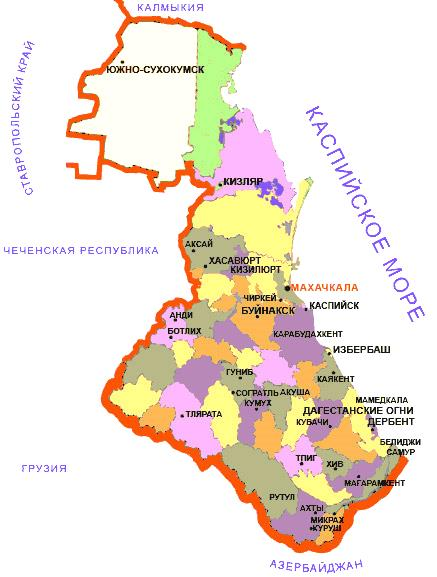 КАЛМЫКИЯ
СТАВРОПОЛЬСКИЙ КРАЙ
ЮЖНО-СУХОКУМСК
КАСПИЙСКОЕ МОРЕ
КИЗЛЯР
ЧЕЧЕНСКАЯ РЕСПУБЛИКА
АКСАЙ
ХАСАВЮРТ
КИЗИЛЮРТ
МАХАЧКАЛА
ЧИРКЕЙ
КАСПИЙСК
БУЙНАКСК
АНДИ
БОТЛИХ
КАРАБУДАХКЕНТ
ИЗБЕРБАШ
ГУНИБ
КАЯКЕНТ
СОГРАТЛЬ
АКУША
КУМУХ
МАМЕДКАЛА
ТЛЯРАТА
ДАГЕСТАНСКИЕ ОГНИ
КУБАЧИ
ДЕРБЕНТ
БЕЛИДЖИ
САМУР
ТПИГ
ХИВ
ГРУЗИЯ
МАГАРАМКЕНТ
РУТУЛ
АХТЫ
МИКРАХ
КУРУШ
АЗЕРБАЙДЖАН